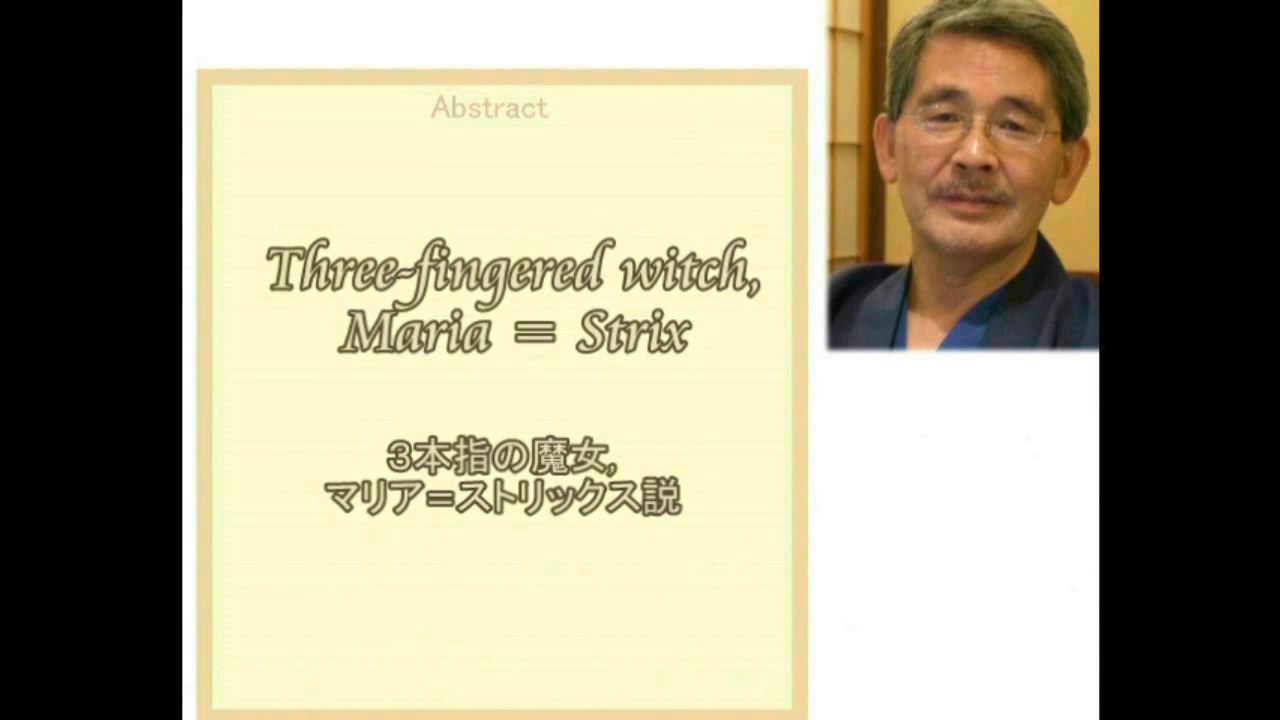 Abstract
Three-fingered witch,
Maria = Strix
3本指の魔女,
マリア=ストリックス説